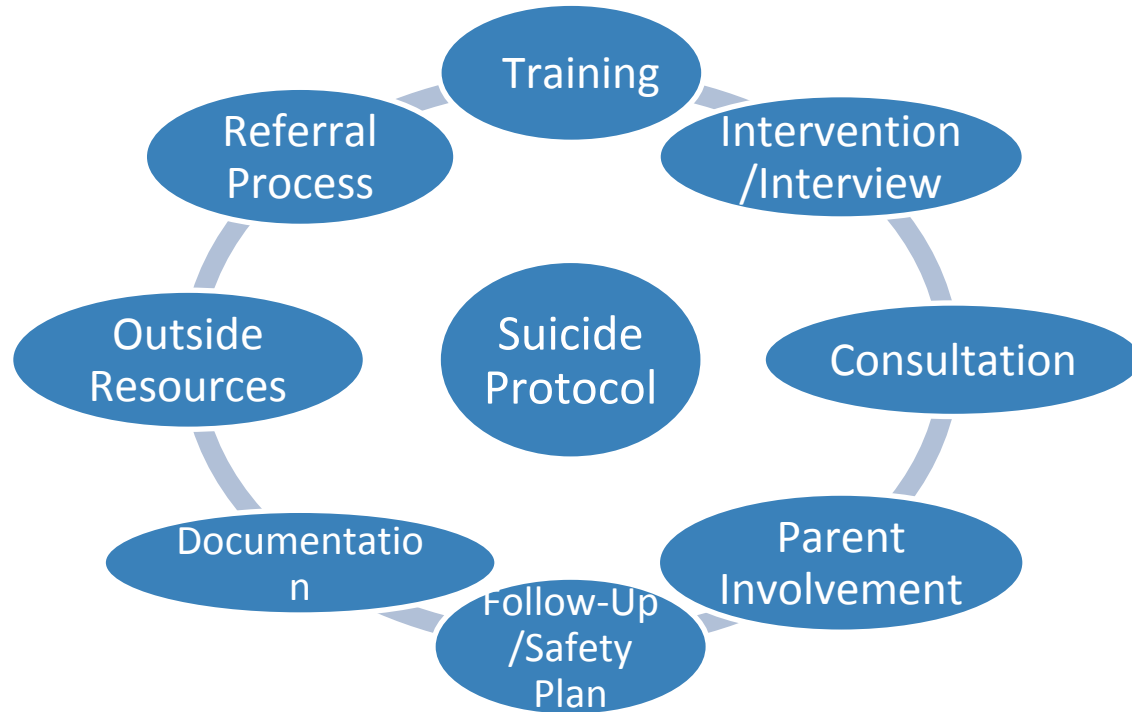 Training
Intervention
/Interview
Consultation
Parent
Involvement
Follow-Up
/Safety
Plan
Documentatio
n
Outside
Resources
Referral
Process
Suicide
Protocol